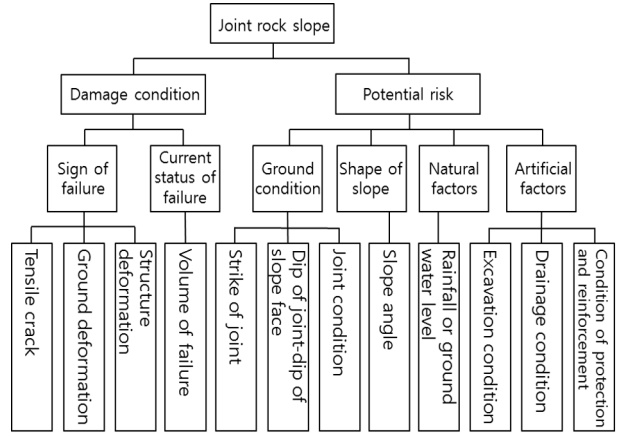 Joint rock slope
Damage condition
Potential risk
Sign of
failure
Current
status of
failure
Ground
condition
Shape of
slope
Natural
factors
Artificial
factors
Tensile crack
Ground deformation
Structure
deformation
Volume of failure
Strike of joint
Dip of joint-dip of
slope face
Joint condition
Slope angle
Rainfall or ground
water level
Excavation condition
Drainage condition
Condition of protection
and reinforcement